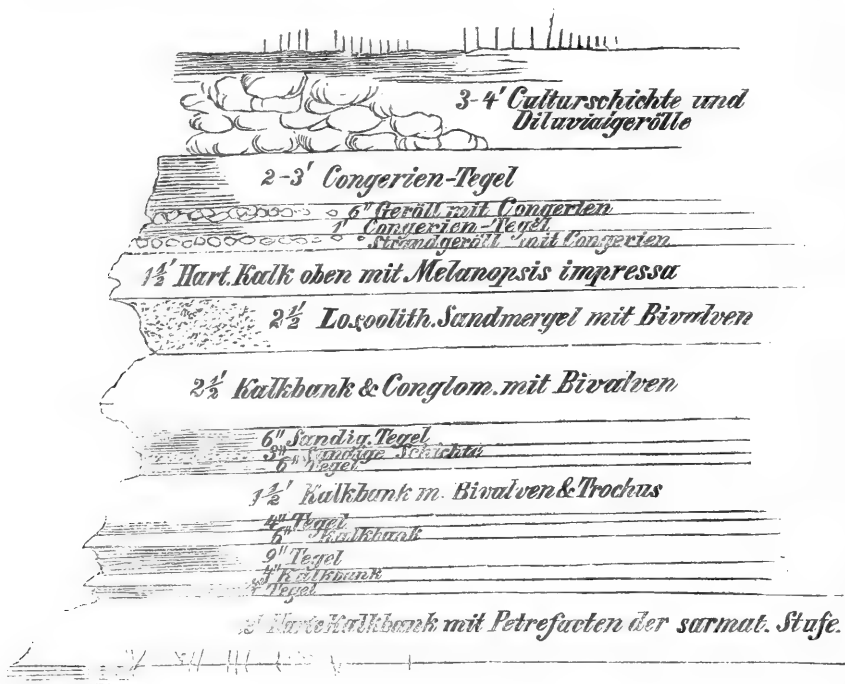 3-4' Culturschichte und
Diluvialgerölle
2-3' Congerien-Tegel
6" Geröll mit Congerien
1' Congerien-Tegel
Strandgeröll mit Congerien
1½' Hart. Kalk oben mit Melanopsis impressa
2½' Loxoolith. Sandmergel mit Bivalven
2½' Kalkbank & Conglom. mit Bivalven
6" Sandig. Tegel
3" Sandige Schichte
6" Tegel
1½' Kalkbank m. Bivalven & Trochus
4" Tegel
6" Kalkbank
9" Tegel
4" Kalkbank
Tegel
Harte Kalkbank mit Petrefacten der sarmat. Stufe.